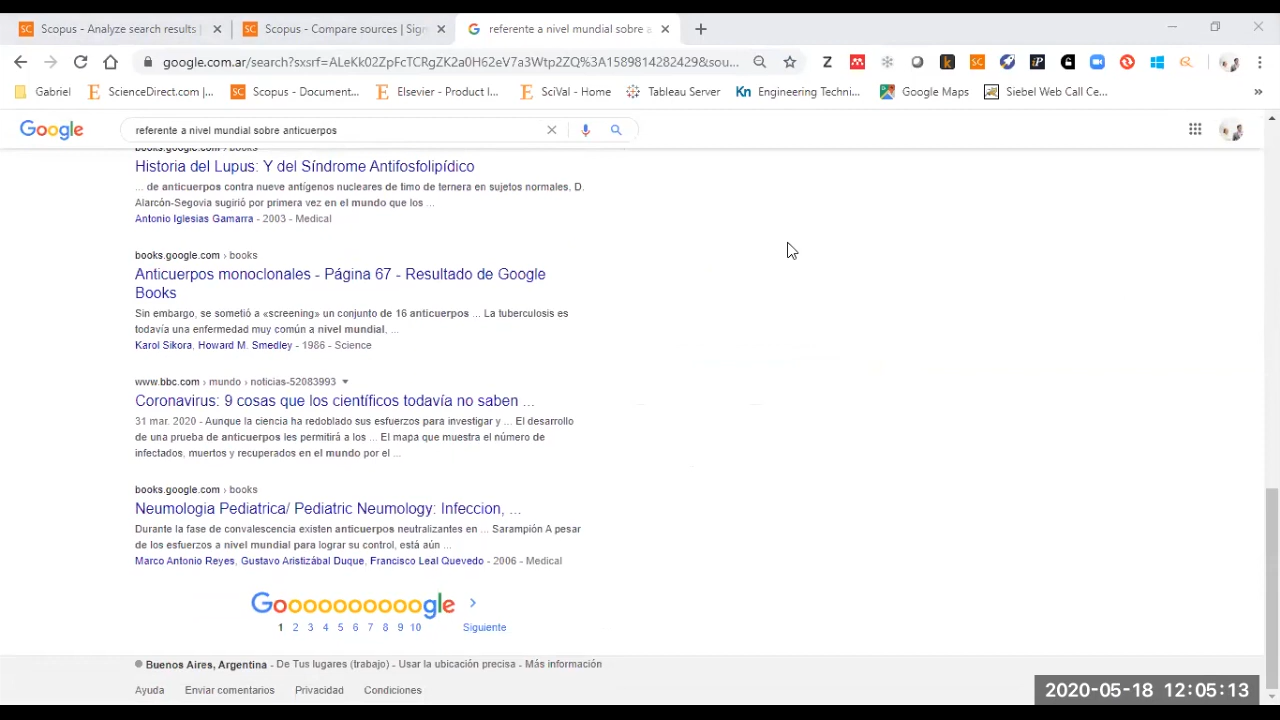 Scopus - Analyze search results |
Scopus - Compare sources | Sign
referente a nivel mundial sobre a
google.com.ar/search?sxsrf=ALeKk02ZpFcTCRgZK2a0H62eV7a3Wtp2ZQ%3A1589814282429&sou...
Gabriel
ScienceDirect.com |...
Scopus - Document...
Elsevier - Product I...
SciVal - Home
Tableau Server
Kn Engineering Techni...
Google Maps
Siebel Web Call Ce...
»
Google
referente a nivel mundial sobre anticuerpos
books.google.com › books
Historia del Lupus: Y del Síndrome Antifosfolipídico
... de anticuerpos contra nueve antígenos nucleares de timo de ternera en sujetos normales, D.
Alarcón-Segovia sugirió por primera vez en el mundo que los ...
Antonio Iglesias Gamarra - 2003 - Medical
books.google.com › books
Anticuerpos monoclonales - Página 67 - Resultado de Google
Books
Sin embargo, se sometió a «screening» un conjunto de 16 anticuerpos ... La tuberculosis es
todavía una enfermedad muy común a nivel mundial, ...
Karol Sikora, Howard M. Smedley - 1986 - Science
www.bbc.com › mundo › noticias-52083993
Coronavirus: 9 cosas que los científicos todavía no saben ...
31 mar. 2020 - Aunque la ciencia ha redoblado sus esfuerzos para investigar y ... El desarrollo
de una prueba de anticuerpos les permitirá a los ... El mapa que muestra el número de
infectados, muertos y recuperados en el mundo por el ...
books.google.com › books
Neumologia Pediatrica/ Pediatric Neumology: Infeccion, ...
Durante la fase de convalescencia existen anticuerpos neutralizantes en ... Sarampión A pesar
de los esfuerzos a nivel mundial para lograr su control, está aún ...
Marco Antonio Reyes, Gustavo Aristizábal Duque, Francisco Leal Quevedo - 2006 - Medical
Goooooooooogle >
1 2 3 4 5 6 7 8 9 10 Siguiente
Buenos Aires, Argentina - De Tus lugares (trabajo) - Usar la ubicación precisa - Más información
Ayuda Enviar comentarios Privacidad Condiciones
2020-05-18 12:05:13